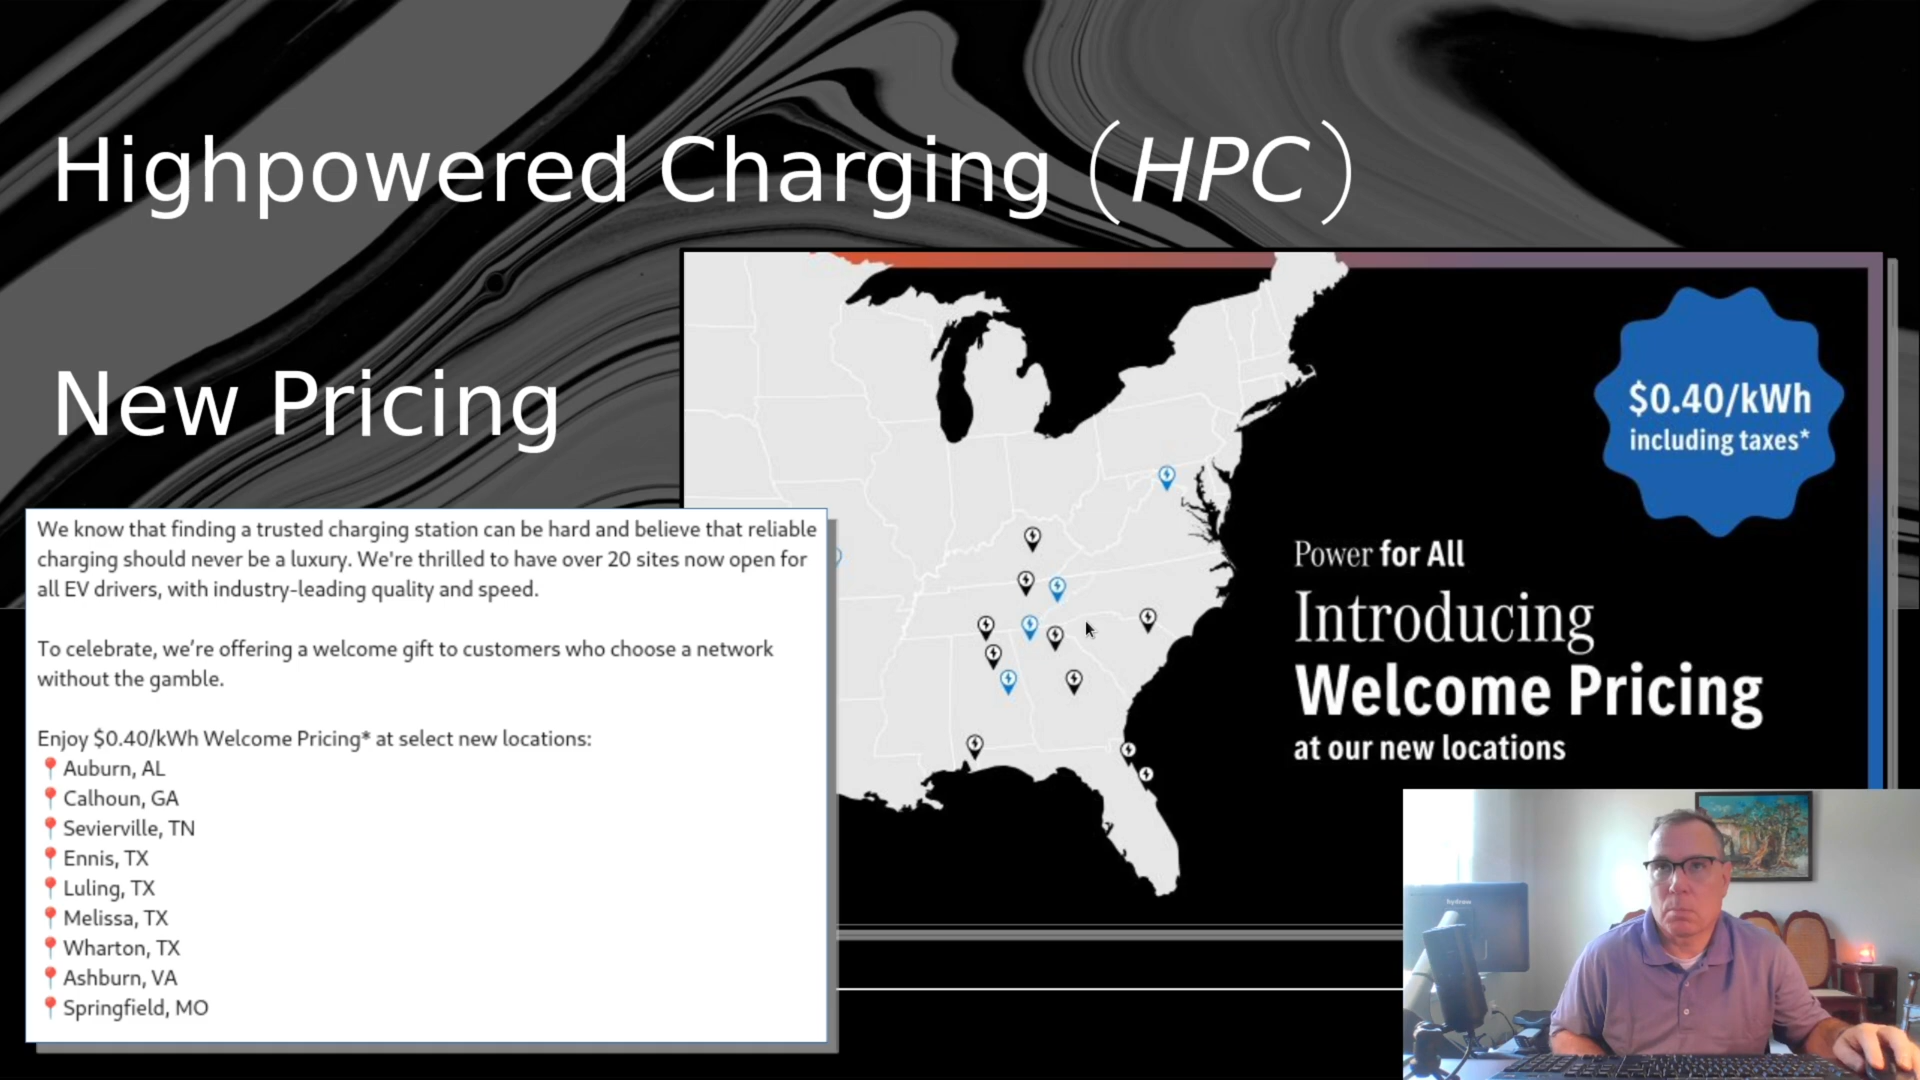 Highpowered Charging (HPC)
New Pricing
$0.40/kWh
including taxes*
Power for All
Introducing
Welcome Pricing
at our new locations
We know that finding a trusted charging station can be hard and believe that reliable
charging should never be a luxury. We're thrilled to have over 20 sites now open for
all EV drivers, with industry-leading quality and speed.
To celebrate, we’re offering a welcome gift to customers who choose a network
without the gamble.
Enjoy $0.40/kWh Welcome Pricing* at select new locations:
📍Auburn, AL
📍Calhoun, GA
📍Sevierville, TN
📍Ennis, TX
📍Luling, TX
📍Melissa, TX
📍Wharton, TX
📍Ashburn, VA
📍Springfield, MO